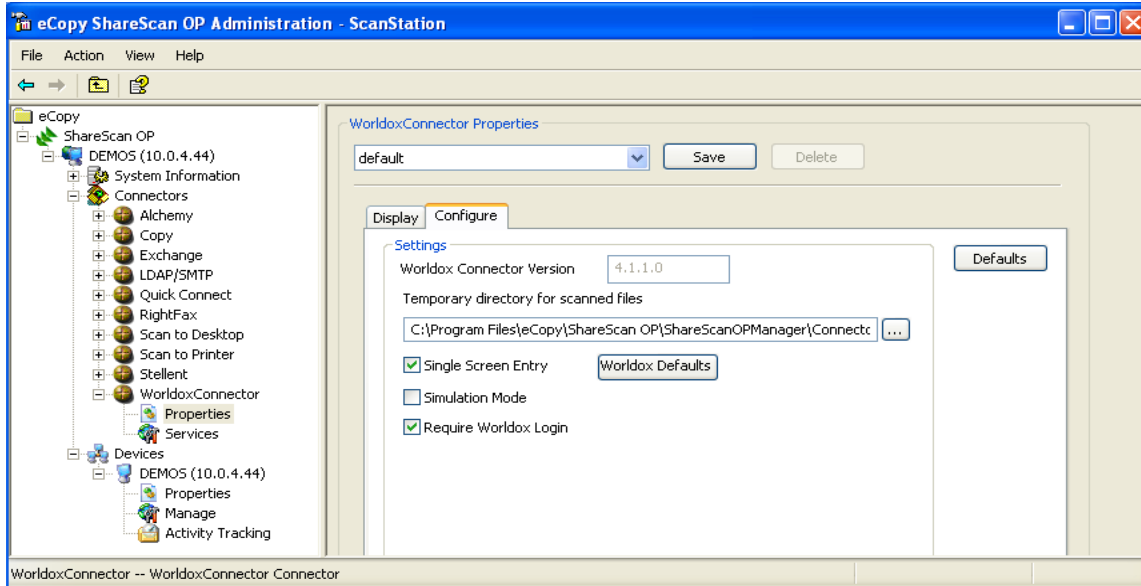 eCopy ShareScan OP Administration - ScanStation
File Action View Help
eCopy
ShareScan OP
DEMOS (10.0.4.44)
System Information
Connectors
Alchemy
Copy
Exchange
LDAP/SMTP
Quick Connect
RightFax
Scan to Desktop
Scan to Printer
Stellent
WorldoxConnector
Properties
Services
Devices
DEMOS (10.0.4.44)
Properties
Manage
Activity Tracking
WorldoxConnector Properties
default Save Delete
Display Configure
Settings
Defaults
Worldox Connector Version 4.1.1.0
Temporary directory for scanned files
C:\Program Files\eCopy\ShareScan OP\ShareScanOPManager\Connectc ...
Single Screen Entry Worldox Defaults
Simulation Mode
Require Worldox Login
WorldoxConnector -- WorldoxConnector Connector